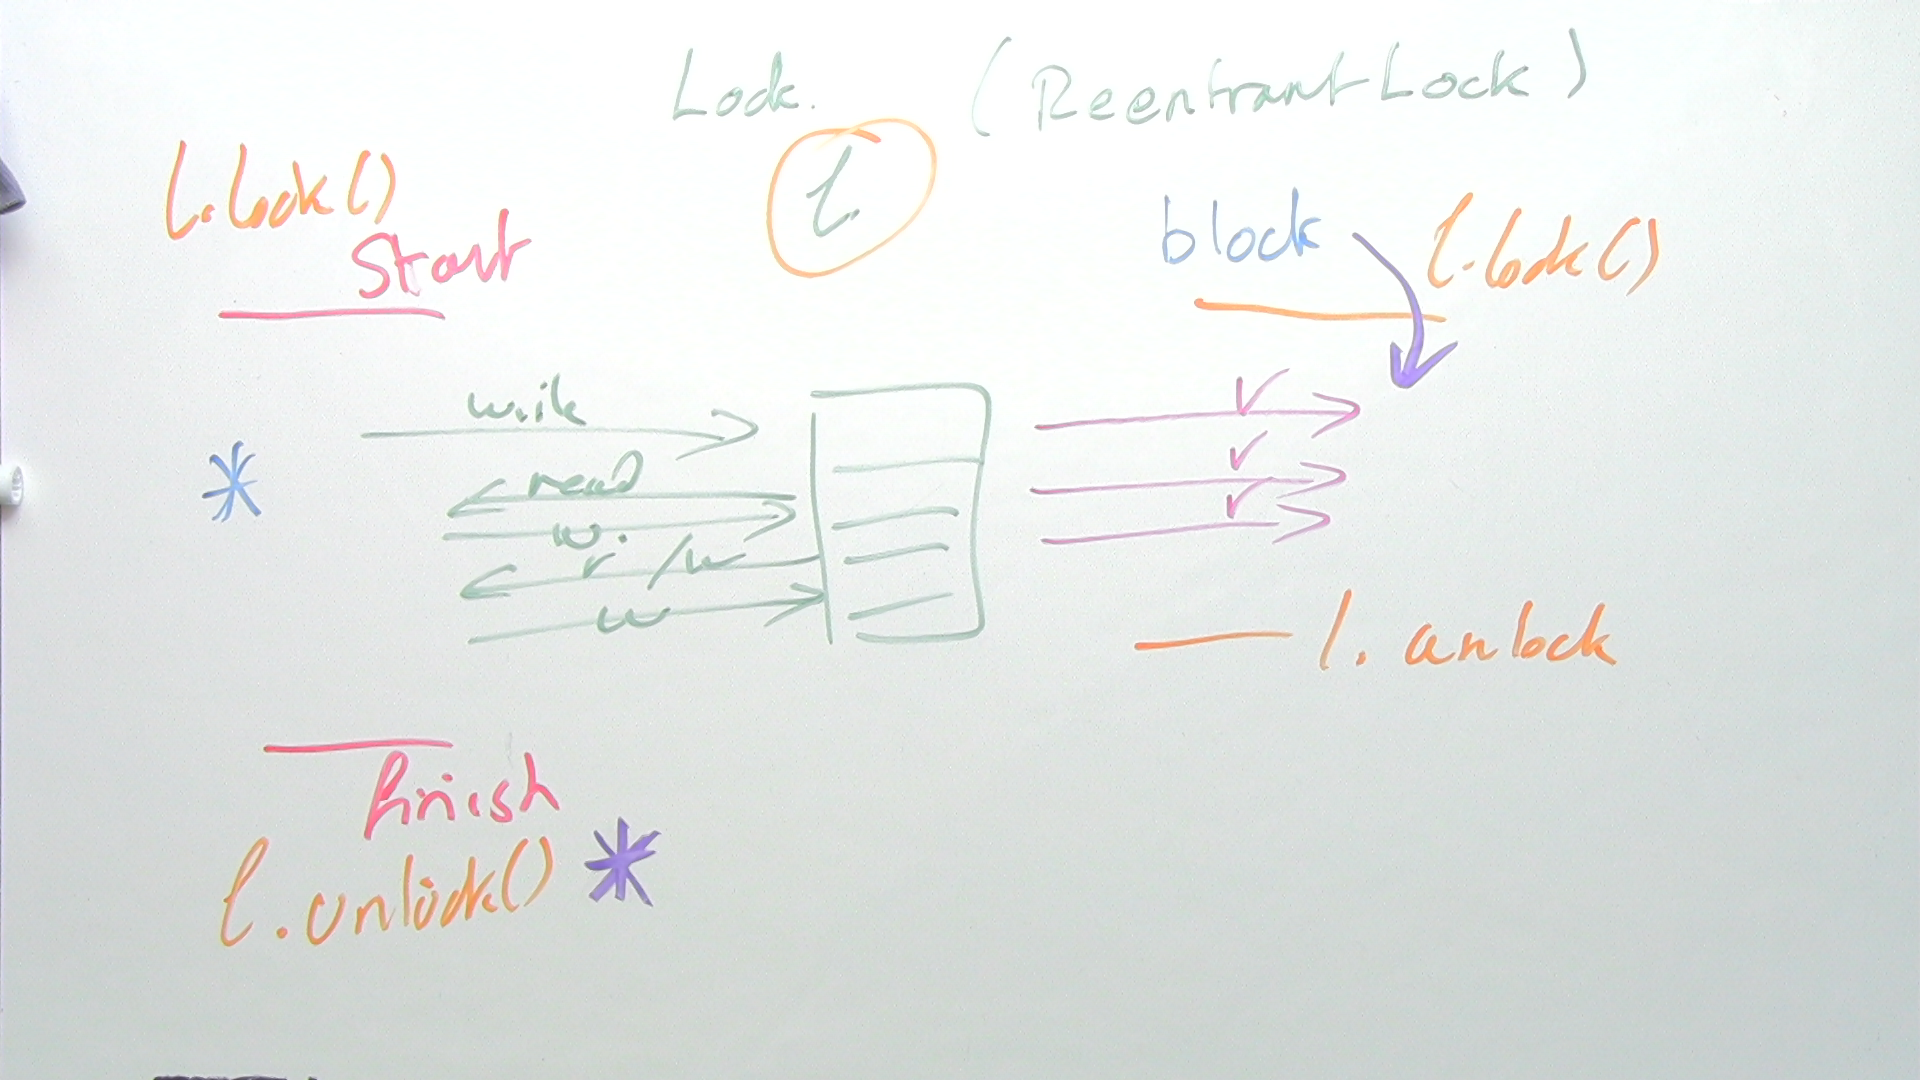 Lock. (ReentrantLock)
l.
l.lock()
Start
block l.lock()
write
read
w.
r/w
w
l. unlock
finish
l.unlock() *
*